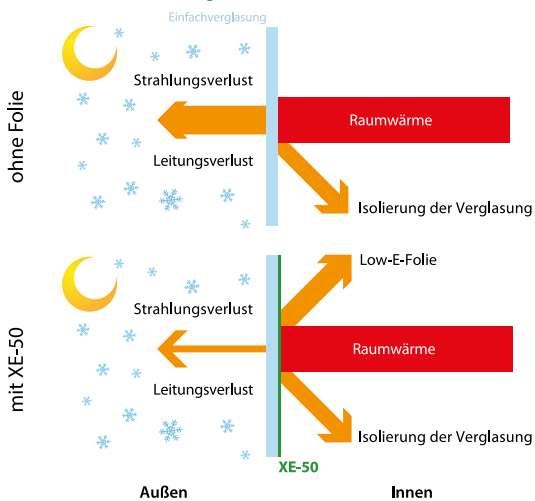 Einfachverglasung
ohne Folie
Strahlungsverlust
Raumwärme
Leitungsverlust
Isolierung der Verglasung
mit XE-50
Low-E-Folie
Strahlungsverlust
Raumwärme
Leitungsverlust
Isolierung der Verglasung
XE-50
Außen
Innen